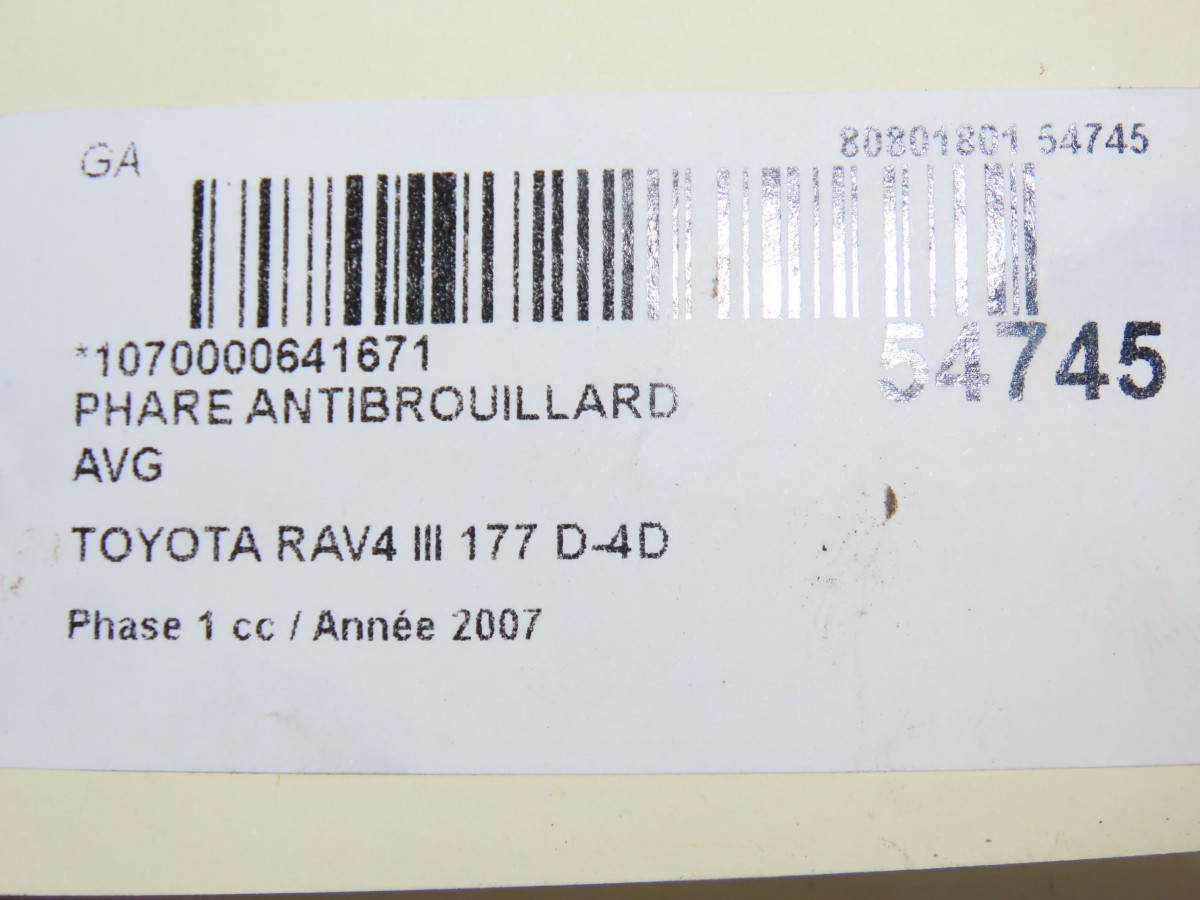 GA
80801801 54745
*1070000641671
54745
PHARE ANTIBROUILLARD
AVG
TOYOTA RAV4 III 177 D-4D
Phase 1 cc / Année 2007